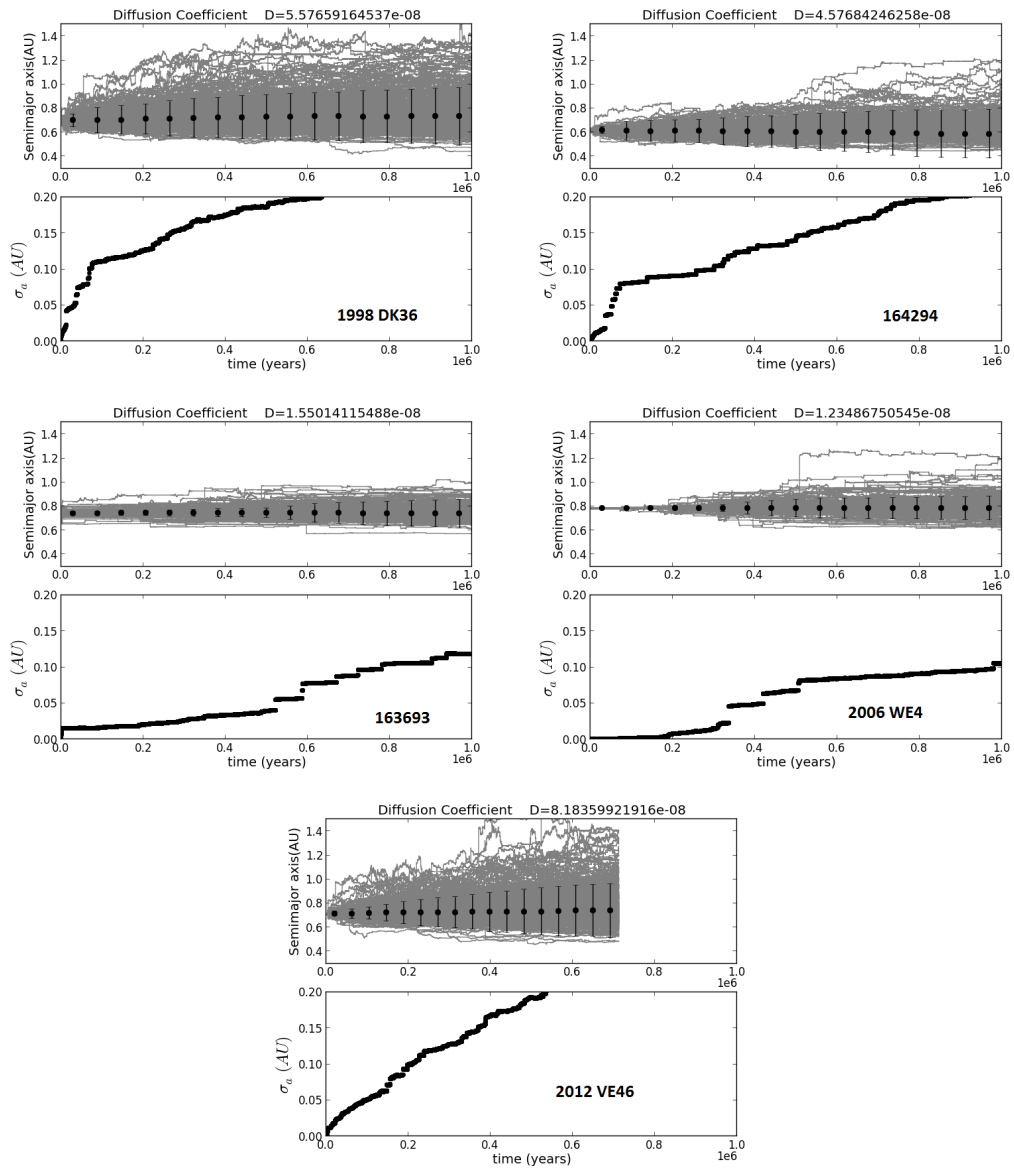 Diffusion Coefficient D=5.57659164537e-08
Semimajor axis(AU)
1.4
1.2
1.0
0.8
0.6
0.4
0.0 0.2 0.4 0.6 0.8 1.0
1e6
σa (AU)
0.20
0.15
0.10
0.05
0.00
1998 DK36
0.0 0.2 0.4 0.6 0.8 1.0
time (years) 1e6
Diffusion Coefficient D=4.57684246258e-08
Semimajor axis(AU)
1.4
1.2
1.0
0.8
0.6
0.4
0.0 0.2 0.4 0.6 0.8 1.0
1e6
σa (AU)
0.20
0.15
0.10
0.05
0.00
164294
0.0 0.2 0.4 0.6 0.8 1.0
time (years) 1e6
Diffusion Coefficient D=1.55014115488e-08
Semimajor axis(AU)
1.4
1.2
1.0
0.8
0.6
0.4
0.0 0.2 0.4 0.6 0.8 1.0
1e6
σa (AU)
0.20
0.15
0.10
0.05
0.00
163693
0.0 0.2 0.4 0.6 0.8 1.0
time (years) 1e6
Diffusion Coefficient D=1.23486750545e-08
Semimajor axis(AU)
1.4
1.2
1.0
0.8
0.6
0.4
0.0 0.2 0.4 0.6 0.8 1.0
1e6
σa (AU)
0.20
0.15
0.10
0.05
0.00
2006 WE4
0.0 0.2 0.4 0.6 0.8 1.0
time (years) 1e6
Diffusion Coefficient D=8.18359921916e-08
Semimajor axis(AU)
1.4
1.2
1.0
0.8
0.6
0.4
0.0 0.2 0.4 0.6 0.8 1.0
1e6
σa (AU)
0.20
0.15
0.10
0.05
0.00
2012 VE46
0.0 0.2 0.4 0.6 0.8 1.0
time (years) 1e6